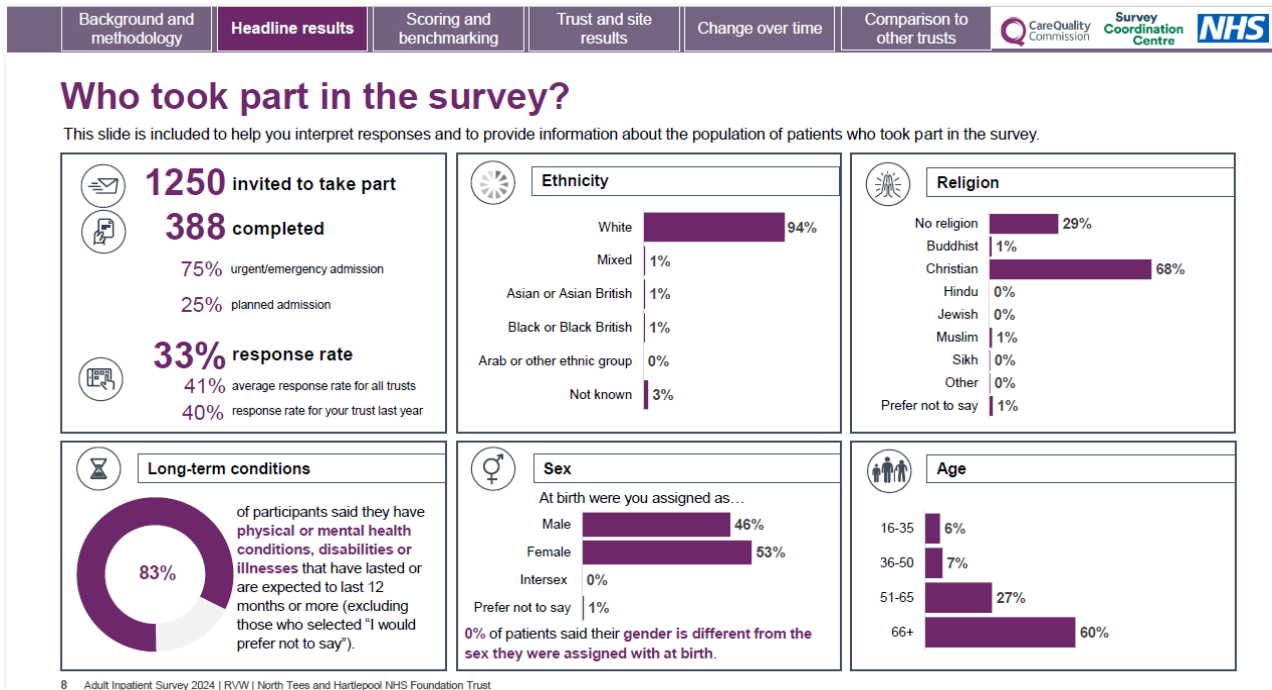 Background and
methodology
Headline results
Scoring and
benchmarking
Trust and site
results
Change over time
Comparison to
other trusts
CareQuality
Commission
Survey
Coordination
Centre
NHS
Who took part in the survey?
This slide is included to help you interpret responses and to provide information about the population of patients who took part in the survey.
1250 invited to take part
388 completed
75% urgent/emergency admission
25% planned admission
33% response rate
41% average response rate for all trusts
40% response rate for your trust last year
Ethnicity
White 94%
Mixed 1%
Asian or Asian British 1%
Black or Black British 1%
Arab or other ethnic group 0%
Not known 3%
Religion
No religion 29%
Buddhist 1%
Christian 68%
Hindu 0%
Jewish 0%
Muslim 1%
Sikh 0%
Other 0%
Prefer not to say 1%
Long-term conditions
83%
of participants said they have
physical or mental health
conditions, disabilities or
illnesses that have lasted or
are expected to last 12
months or more (excluding
those who selected “I would
prefer not to say”).
Sex
At birth were you assigned as…
Male 46%
Female 53%
Intersex 0%
Prefer not to say 1%
0% of patients said their gender is different from the
sex they were assigned with at birth.
Age
16-35 6%
36-50 7%
51-65 27%
66+ 60%
8 Adult Inpatient Survey 2024 | RVW | North Tees and Hartlepool NHS Foundation Trust